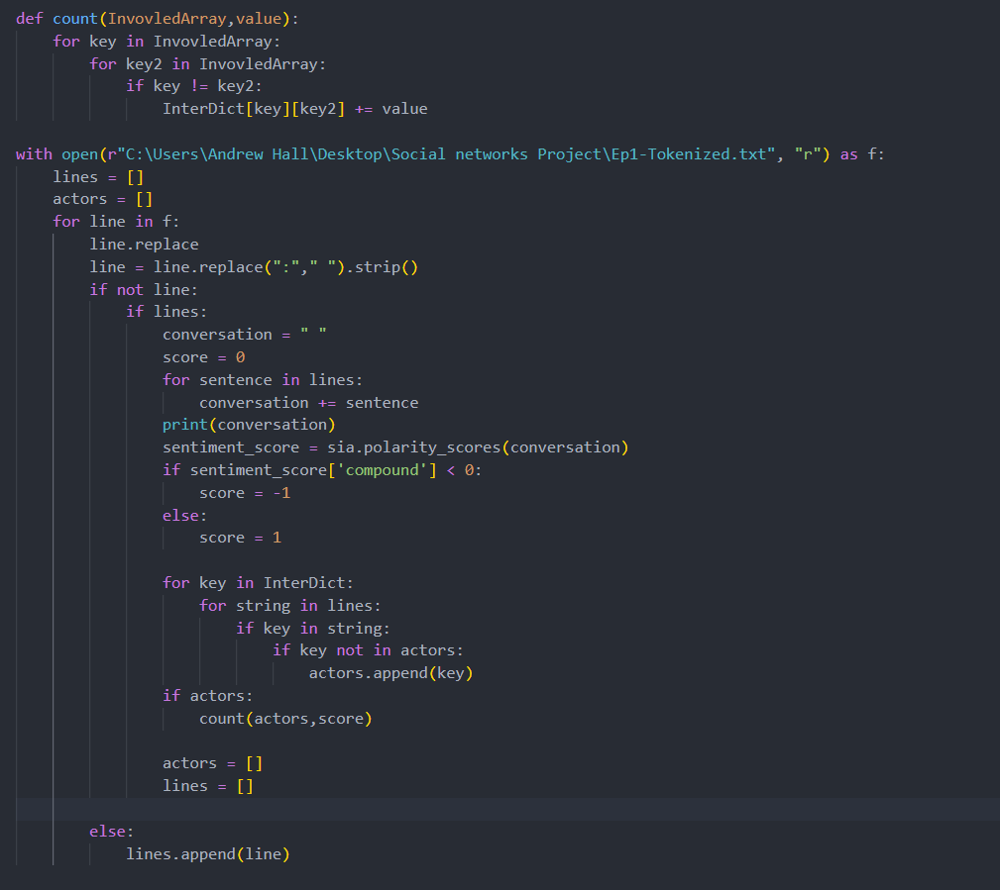 def count(InvovledArray,value):
    for key in InvovledArray:
        for key2 in InvovledArray:
            if key != key2:
                InterDict[key][key2] += value

with open(r"C:\Users\Andrew Hall\Desktop\Social networks Project\Ep1-Tokenized.txt", "r") as f:
    lines = []
    actors = []
    for line in f:
        line.replace
        line = line.replace(":"," ").strip()
        if not line:
            if lines:
                conversation = " "
                score = 0
                for sentence in lines:
                    conversation += sentence
                print(conversation)
                sentiment_score = sia.polarity_scores(conversation)
                if sentiment_score['compound'] < 0:
                    score = -1
                else:
                    score = 1

                for key in InterDict:
                    for string in lines:
                        if key in string:
                            if key not in actors:
                                actors.append(key)
                if actors:
                    count(actors,score)

                actors = []
                lines = []

        else:
            lines.append(line)